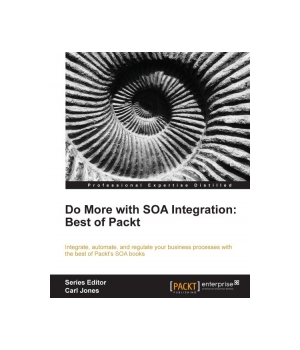 Professional Expertise Distilled
Do More with SOA Integration:
Best of Packt
Integrate, automate, and regulate your business processes with
the best of Packt's SOA books
Series Editor
Carl Jones
[PACKT] enterprise
PUBLISHING